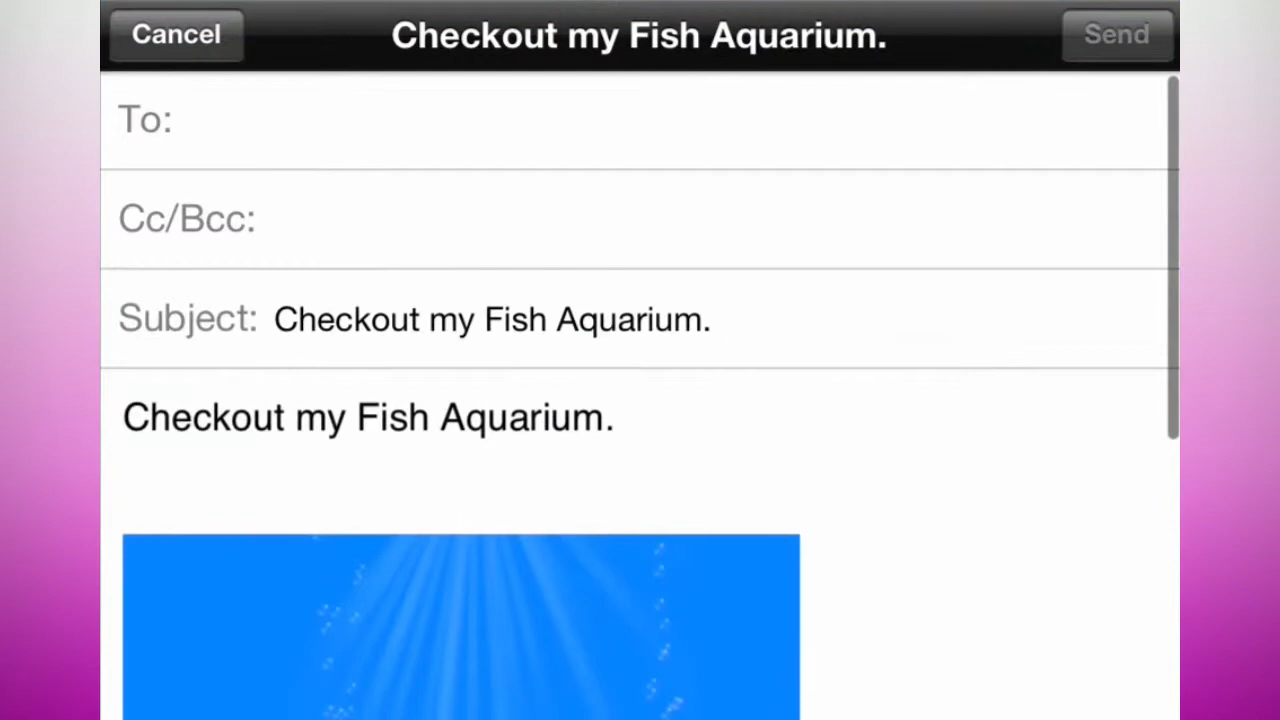 Cancel
Checkout my Fish Aquarium.
Send
To:
Cc/Bcc:
Subject: Checkout my Fish Aquarium.
Checkout my Fish Aquarium.